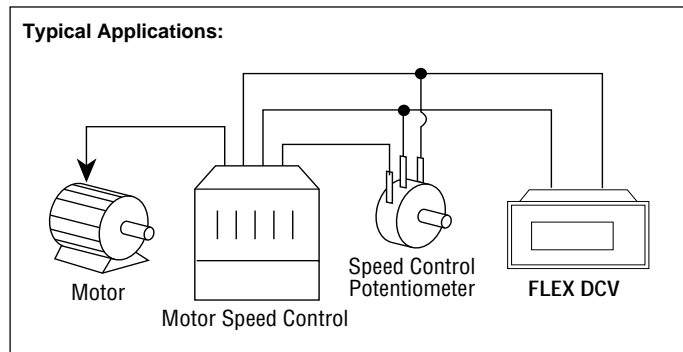 Typical Applications:
Motor
Motor Speed Control
Speed Control
Potentiometer
FLEX DCV